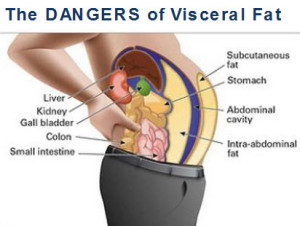 The DANGERS of Visceral Fat
Subcutaneous
fat
Stomach
Liver
Kidney
Gall bladder
Abdominal
cavity
Colon
Intra-abdominal
fat
Small intestine